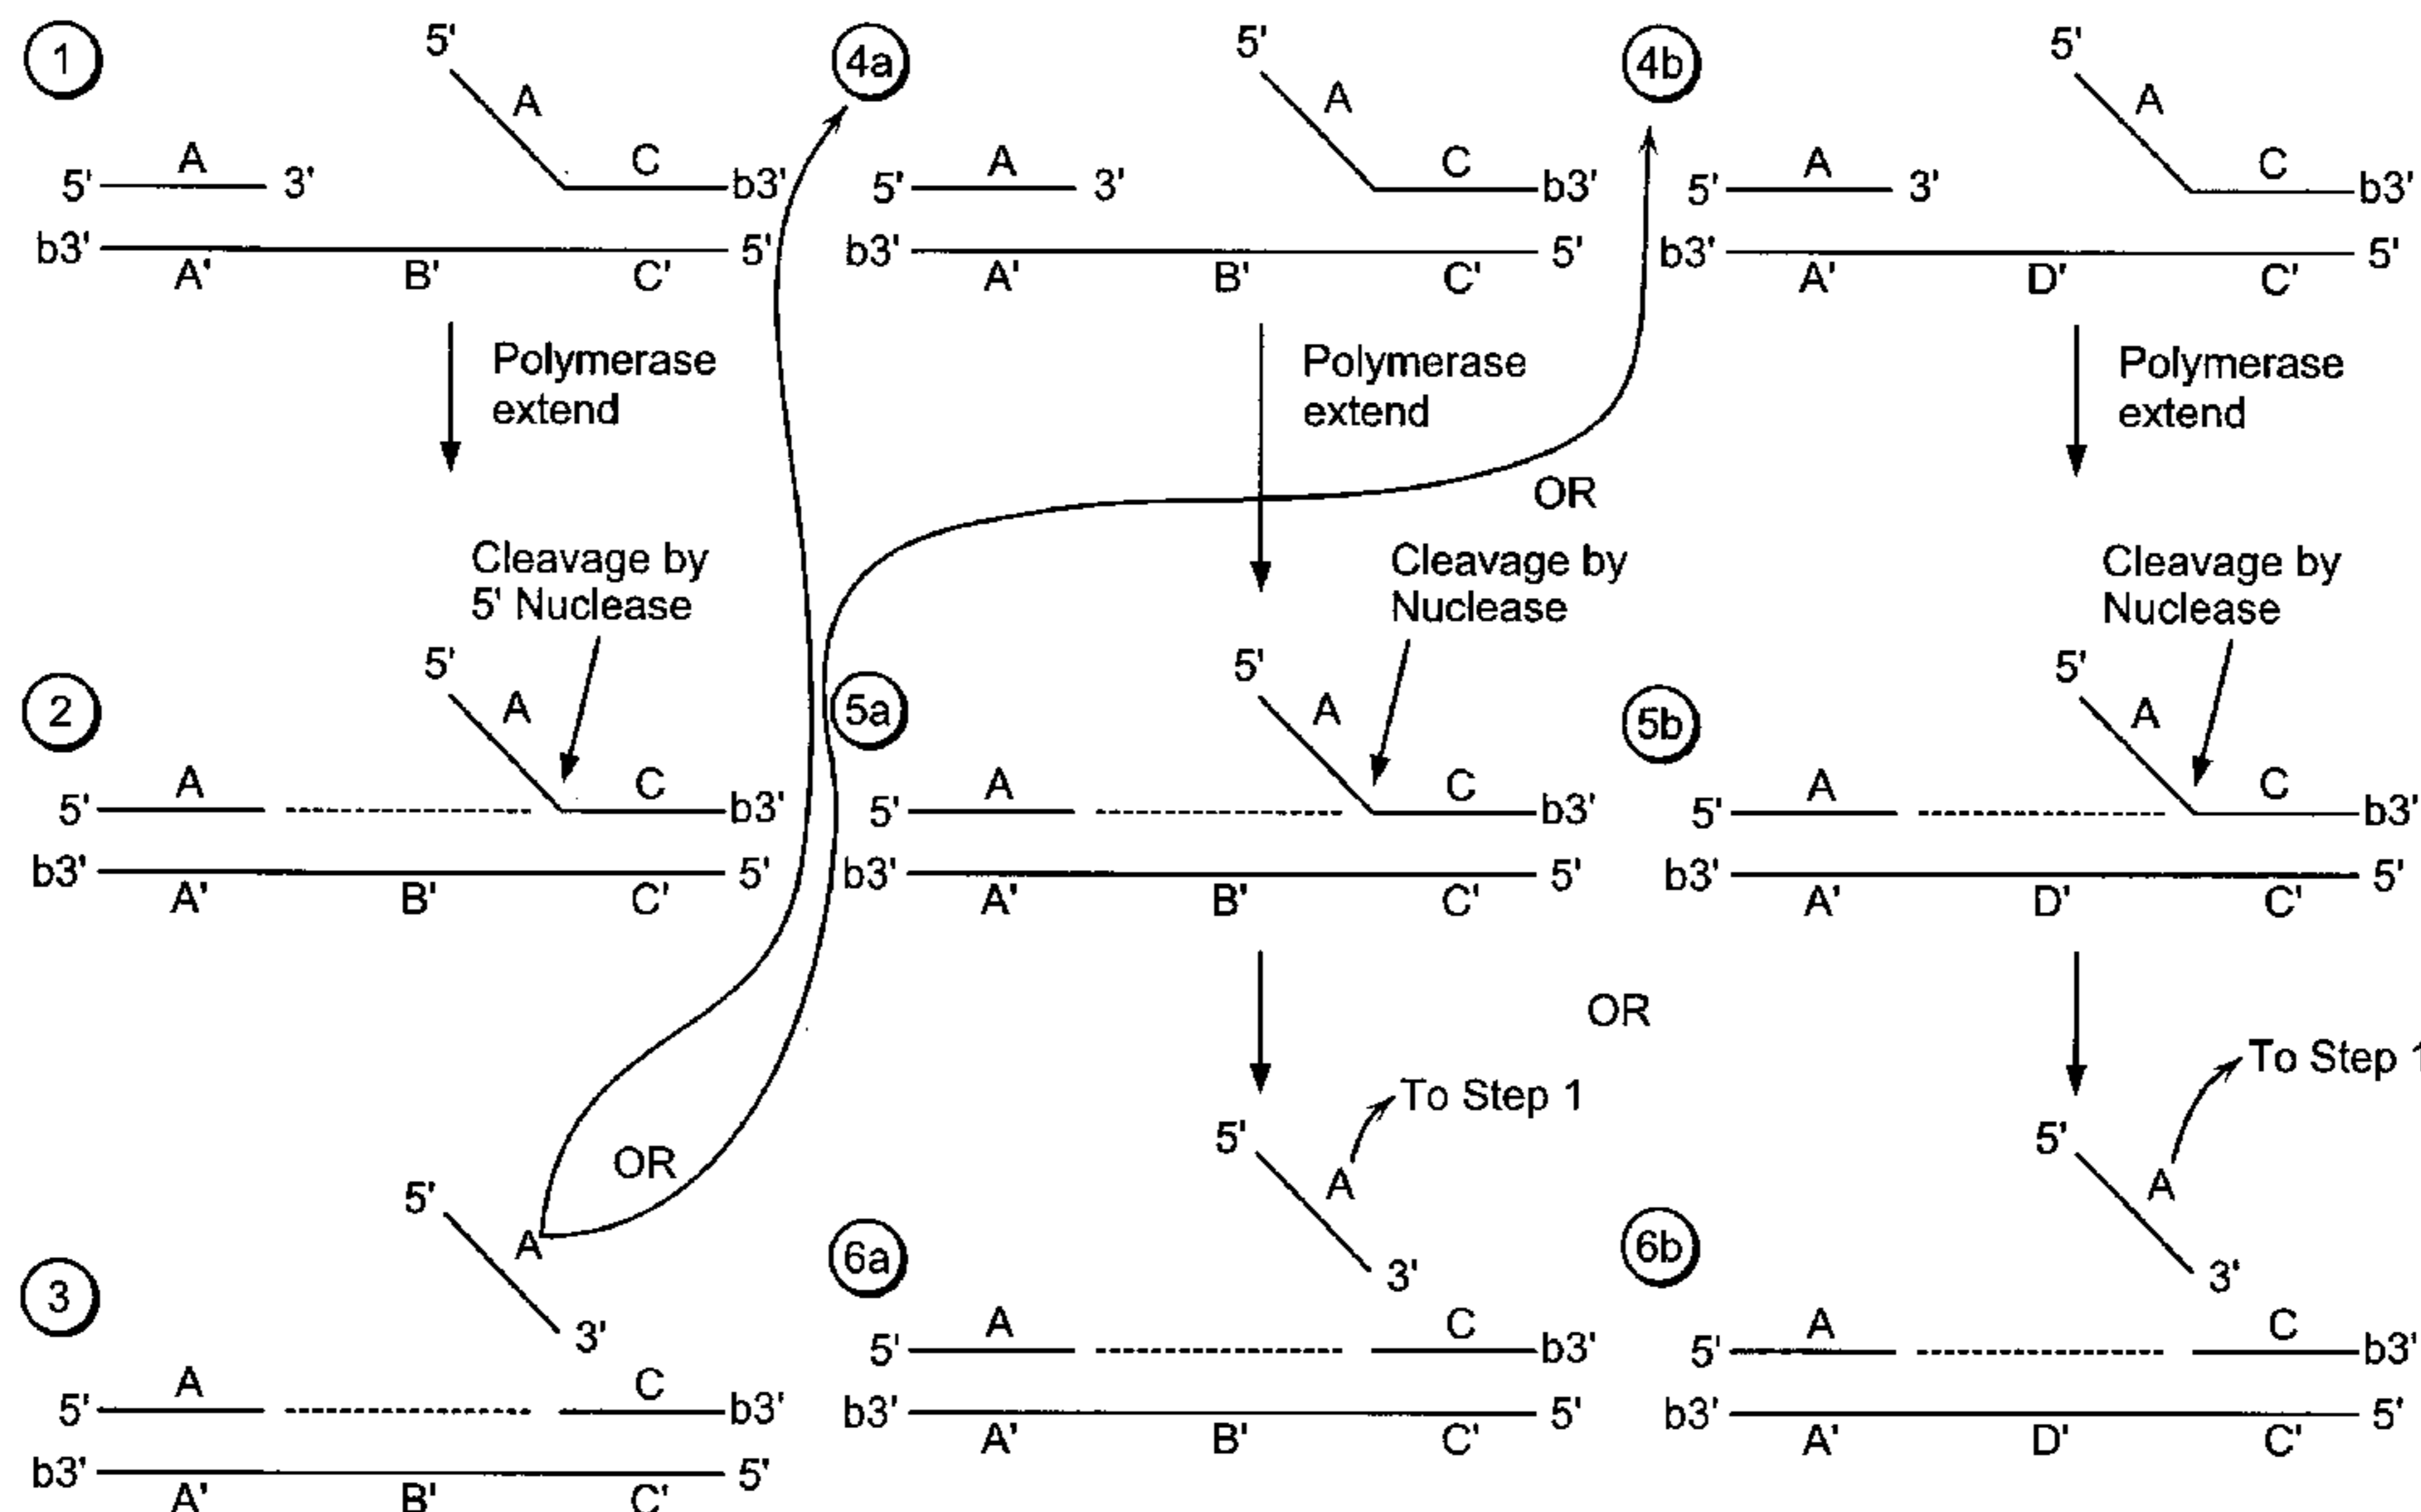 1 5' 4a 5' 4b 5'
A A A
A C A C A C
5' 3' b3' 5' 3' b3' 5' 3' b3'
b3' 5' b3' 5' b3' 5'
A' B' C' A' B' C' A' D' C'
Polymerase Polymerase Polymerase
extend extend extend
OR
Cleavage by Cleavage by Cleavage by
5' Nuclease Nuclease Nuclease
5' 5' 5'
2 A 5a A 5b A
A C A C A C
5' b3' 5' b3' 5' b3'
b3' 5' b3' 5' b3' 5'
A' B' C' A' B' C' A' D' C'
OR
To Step 1 To Step 1
5' 5'
OR A A
5'
A
3 6a 3' 6b 3'
3' A C A C
A C 5' b3' 5' b3'
5' b3' b3' 5' b3' 5'
b3' 5' A' B' C' A' D' C'
A' B' C'